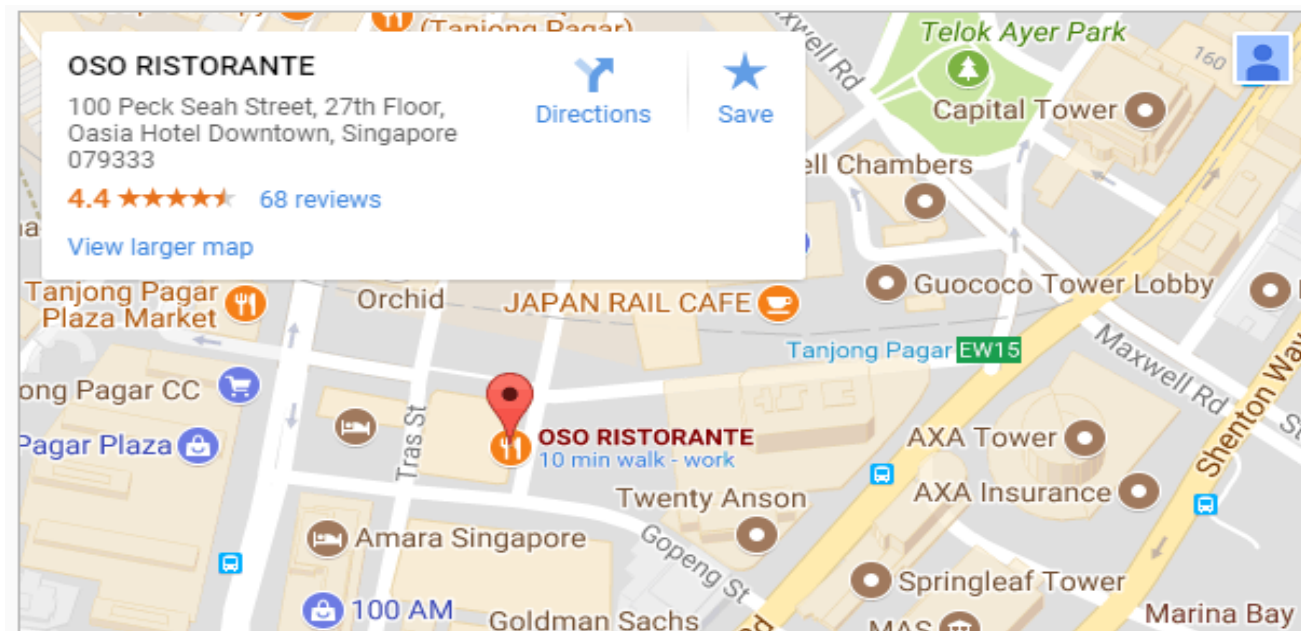 (Tanjong Pagar)
Maxwell Rd
Telok Ayer Park
160
OSO RISTORANTE
100 Peck Seah Street, 27th Floor,
Oasia Hotel Downtown, Singapore
079333
4.4
68 reviews
View larger map
Directions
Save
Capital Tower
ell Chambers
Guococo Tower Lobby
Tanjong Pagar
Plaza Market
Orchid
JAPAN RAIL CAFE
Tanjong Pagar EW15
Maxwell Rd
Shenton Way
ong Pagar CC
Pagar Plaza
Tras St
OSO RISTORANTE
10 min walk - work
AXA Tower
AXA Insurance
Twenty Anson
Amara Singapore
Gopeng St
Springleaf Tower
100 AM
Goldman Sachs
MAS
Marina Bay